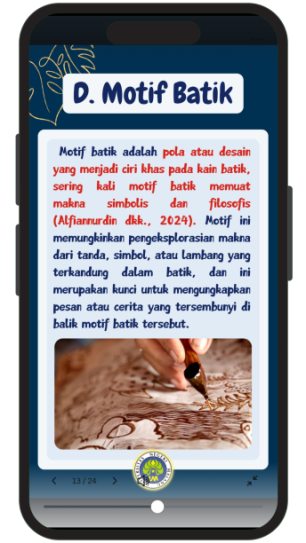 D. Motif Batik
Motif batik adalah pola atau desain
yang menjadi ciri khas pada kain batik,
sering kali motif batik memuat
makna simbolis dan filosofis
(Alfiannurdin dkk., 2024). Motif ini
memungkinkan pengeksplorasian makna
dari tanda, simbol, atau lambang yang
terkandung dalam batik, dan ini
merupakan kunci untuk mengungkapkan
pesan atau cerita yang tersembunyi di
balik motif batik tersebut.
13 / 24